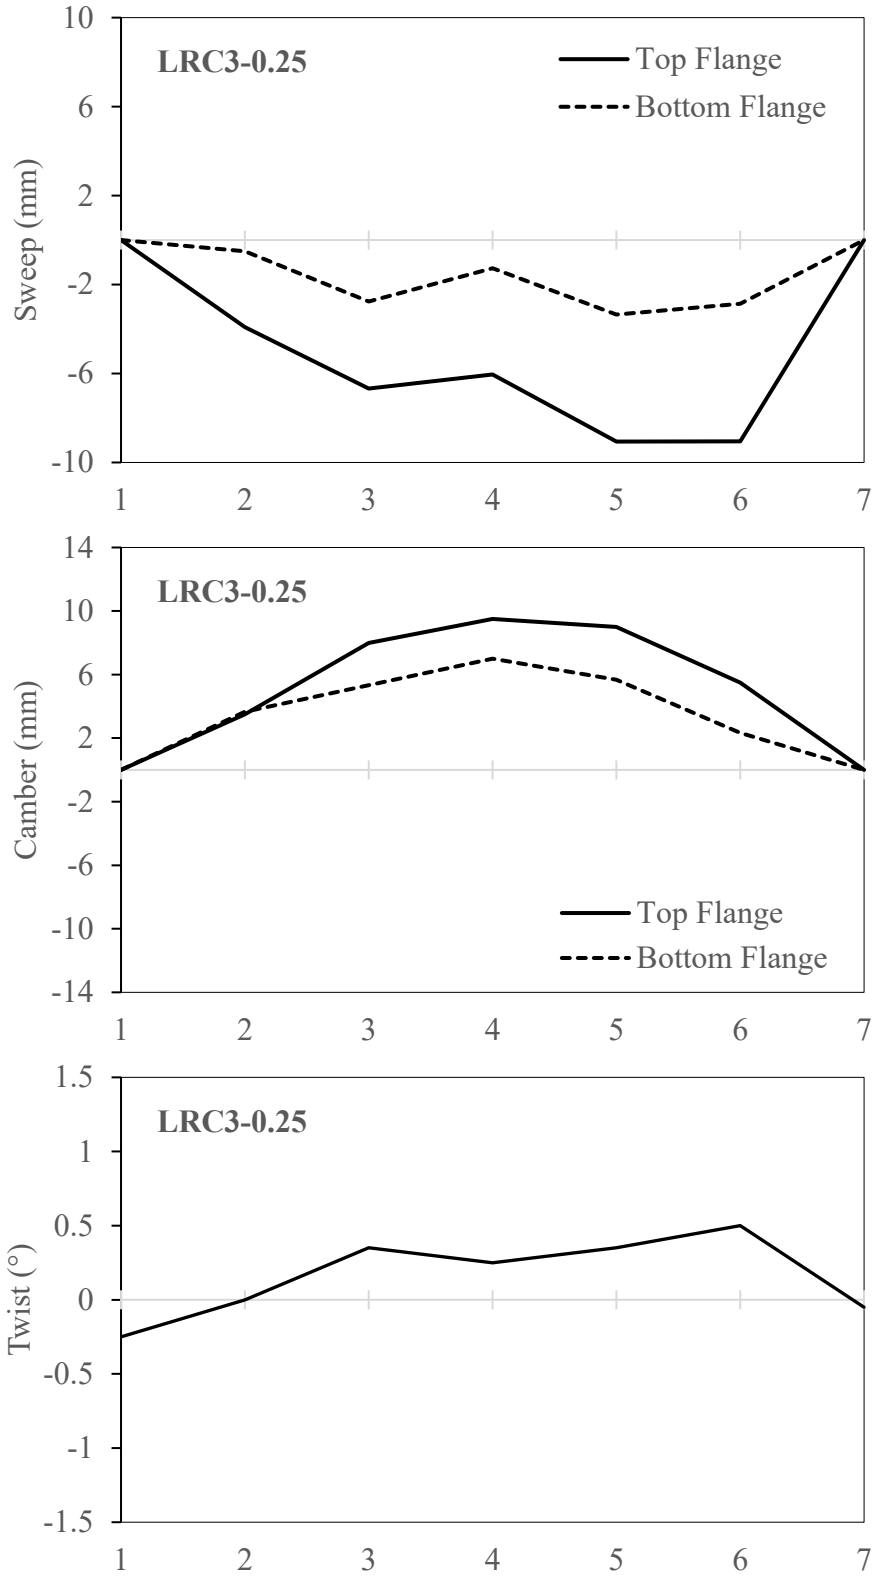 10
LRC3-0.25
Top Flange
6
Bottom Flange
2
Sweep (mm)
-2
-6
-10
1 2 3 4 5 6 7
14
LRC3-0.25
10
6
2
Camber (mm)
-2
-6
Top Flange
-10
Bottom Flange
-14
1 2 3 4 5 6 7
1.5
LRC3-0.25
1
0.5
Twist (°)
0
-0.5
-1
-1.5
1 2 3 4 5 6 7